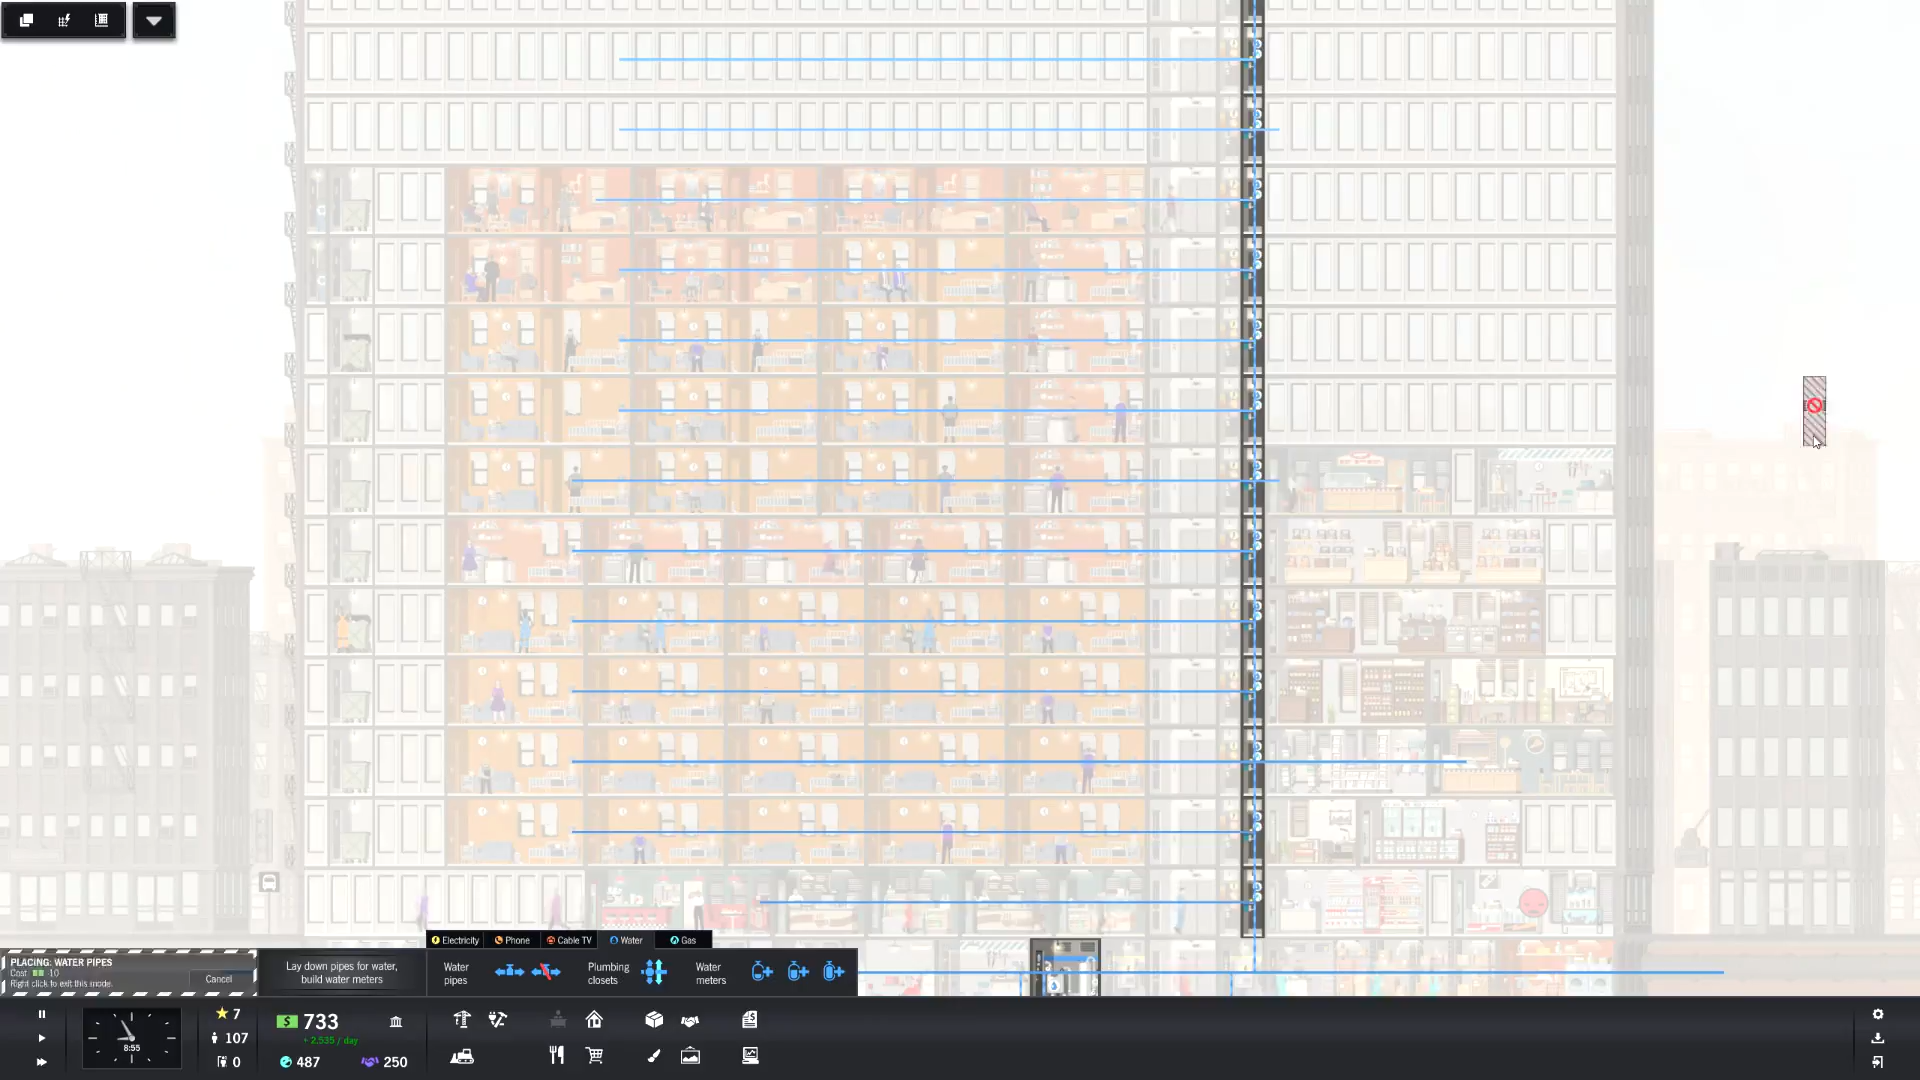 Electricity
Phone
Cable TV
Water
Gas
PLACING: WATER PIPES
Cost: -10
Right click to exit this mode.
Cancel
Lay down pipes for water,
build water meters
Water
pipes
Plumbing
closets
Water
meters
8:55
7
107
0
$ 733
+ 2,535 / day
487
250